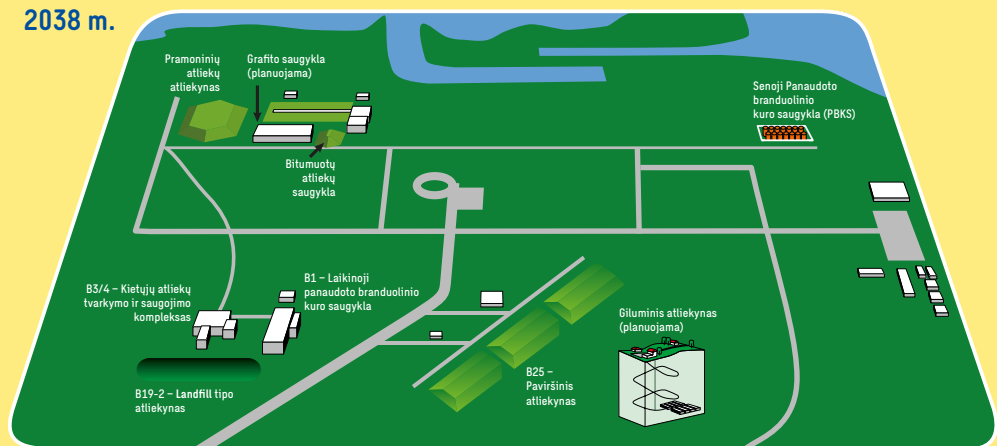 2038 m.
Pramoninių
atliekų
atliekynas
Grafito saugykla
(planuojama)
Senoji Panaudoto
branduolinio
kuro saugykla (PBKS)
Bitumuotų
atliekų
saugykla
B3/4 – Kietųjų atliekų
tvarkymo ir saugojimo
kompleksas
B1 – Laikinoji
panaudoto branduolinio
kuro saugykla
Giluminis atliekynas
(planuojama)
B25 –
Paviršinis
atliekynas
B19-2 – Landfill tipo
atliekynas